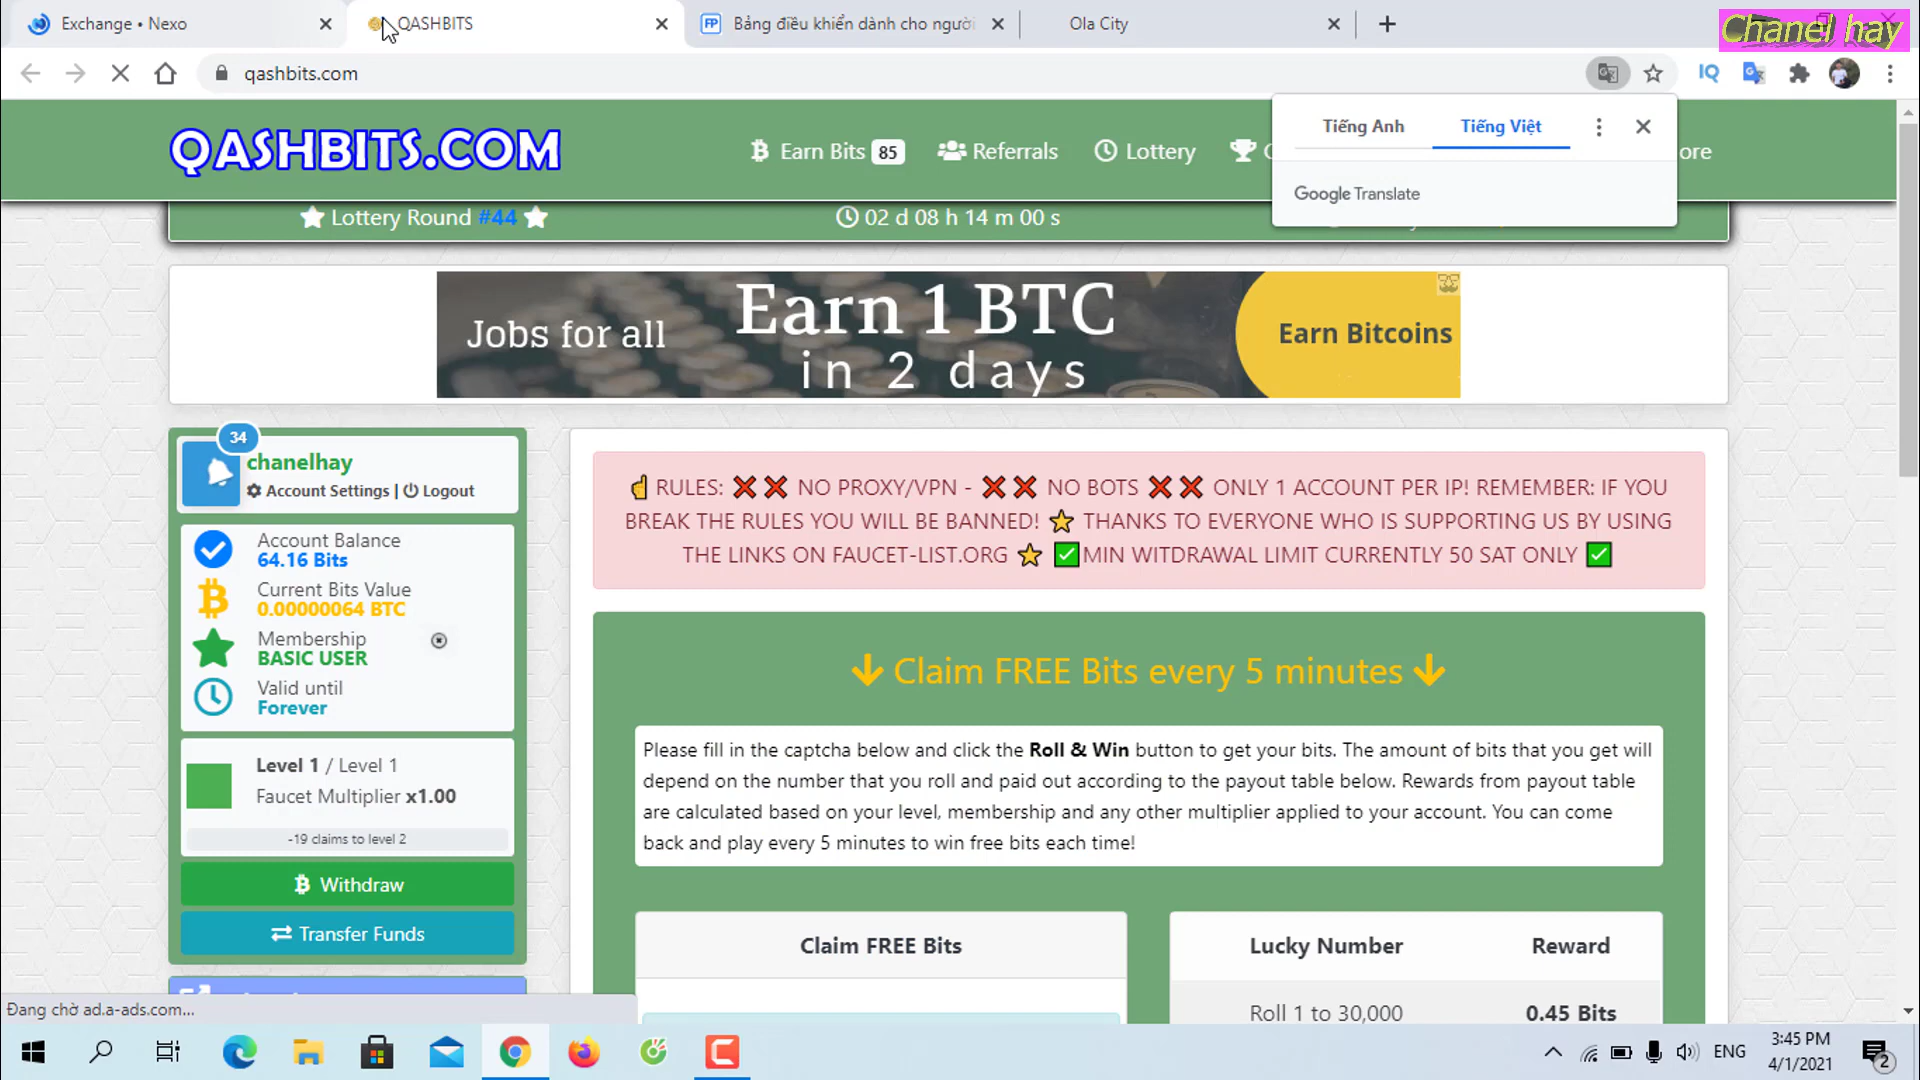 Exchange • Nexo
QASHBITS
Bảng điều khiển dành cho người
Ola City
Chanel hay
qashbits.com
Tiếng Anh
Tiếng Việt
Google Translate
QASHBITS.COM
Earn Bits 85
Referrals
Lottery
ore
Lottery Round #44
02 d 08 h 14 m 00 s
Jobs for all
Earn 1 BTC
in 2 days
Earn Bitcoins
34
chanelhay
Account Settings | Logout
Account Balance
64.16 Bits
Current Bits Value
0.00000064 BTC
Membership
BASIC USER
Valid until
Forever
Level 1 / Level 1
Faucet Multiplier x1.00
-19 claims to level 2
Withdraw
Transfer Funds
RULES: ❌❌ NO PROXY/VPN - ❌❌ NO BOTS ❌❌ ONLY 1 ACCOUNT PER IP! REMEMBER: IF YOU
BREAK THE RULES YOU WILL BE BANNED! ⭐ THANKS TO EVERYONE WHO IS SUPPORTING US BY USING
THE LINKS ON FAUCET-LIST.ORG ⭐ ✅MIN WITDRAWAL LIMIT CURRENTLY 50 SAT ONLY ✅
Claim FREE Bits every 5 minutes
Please fill in the captcha below and click the Roll & Win button to get your bits. The amount of bits that you get will
depend on the number that you roll and paid out according to the payout table below. Rewards from payout table
are calculated based on your level, membership and any other multiplier applied to your account. You can come
back and play every 5 minutes to win free bits each time!
Claim FREE Bits
Lucky Number
Reward
Roll 1 to 30,000
0.45 Bits
Đang chờ ad.a-ads.com...
ENG
3:45 PM
4/1/2021
2